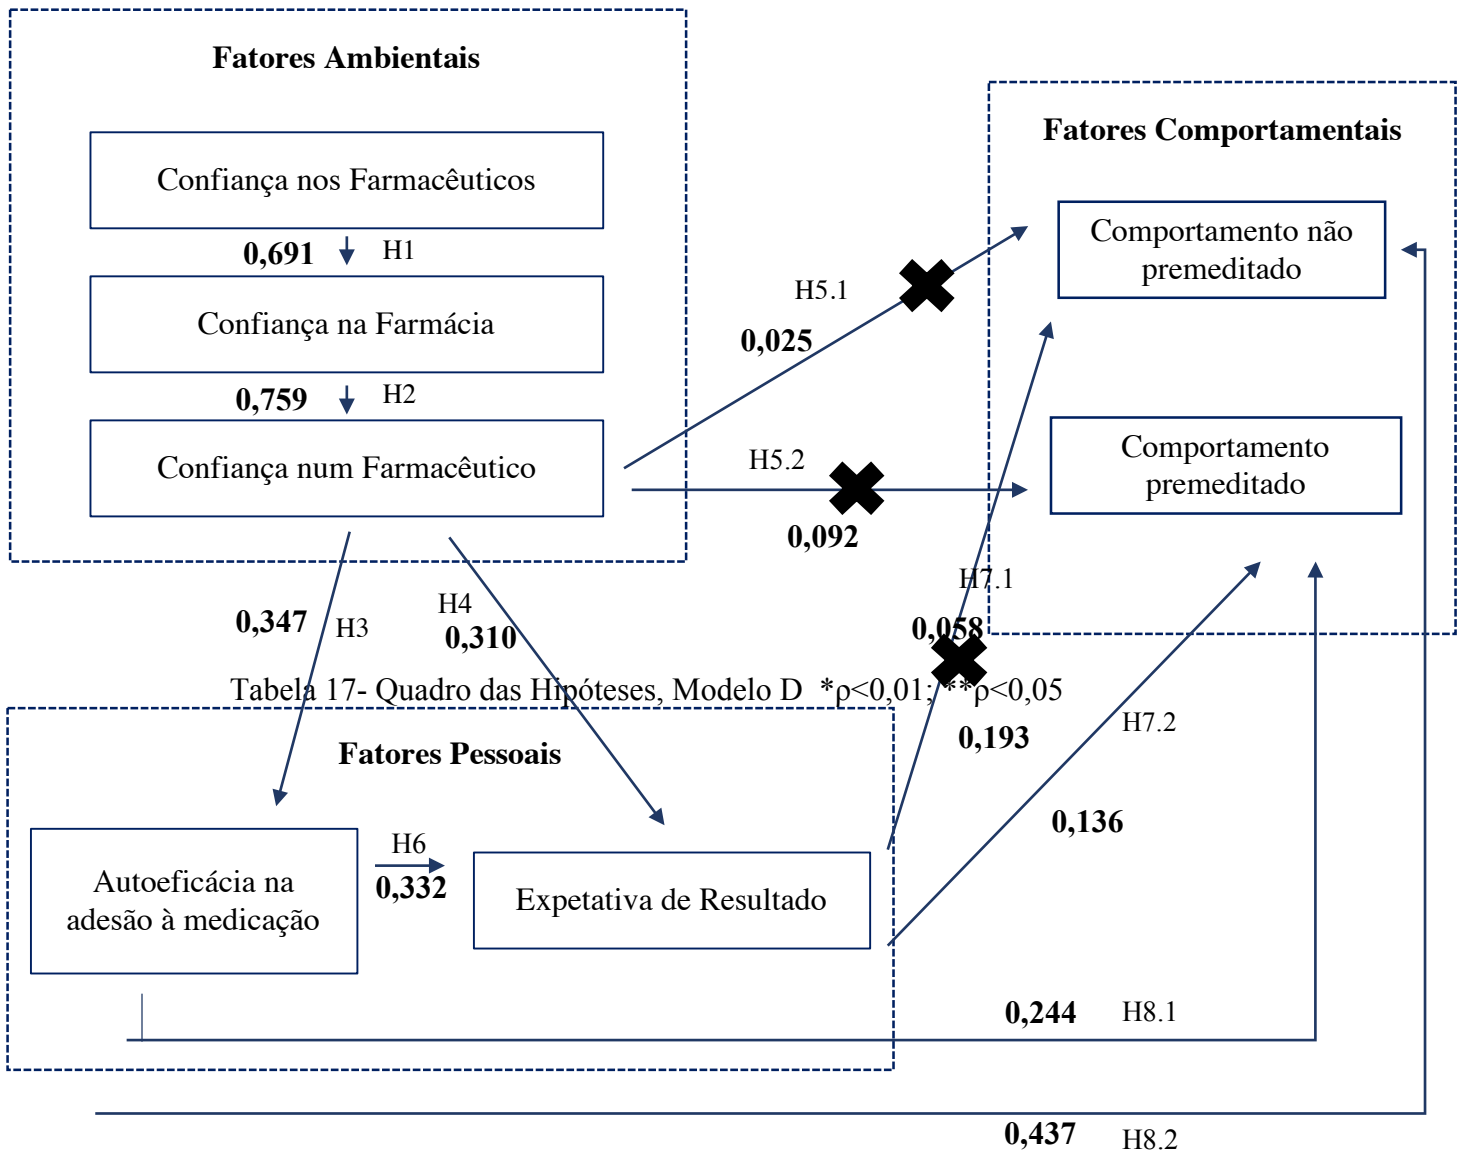 Fatores Ambientais
Confiança nos Farmacêuticos
0,691
H1
Confiança na Farmácia
0,759
H2
Confiança num Farmacêutico
Fatores Comportamentais
Comportamento não
premeditado
Comportamento
premeditado
H5.1
0,025
H5.2
0,092
H7.1
0,058
0,347
H3
H4
0,310
Tabela 17- Quadro das Hipóteses, Modelo D *ρ<0,01; **ρ<0,05
0,193
H7.2
0,136
Fatores Pessoais
Autoeficácia na
adesão à medicação
H6
0,332
Expetativa de Resultado
0,244
H8.1
0,437
H8.2